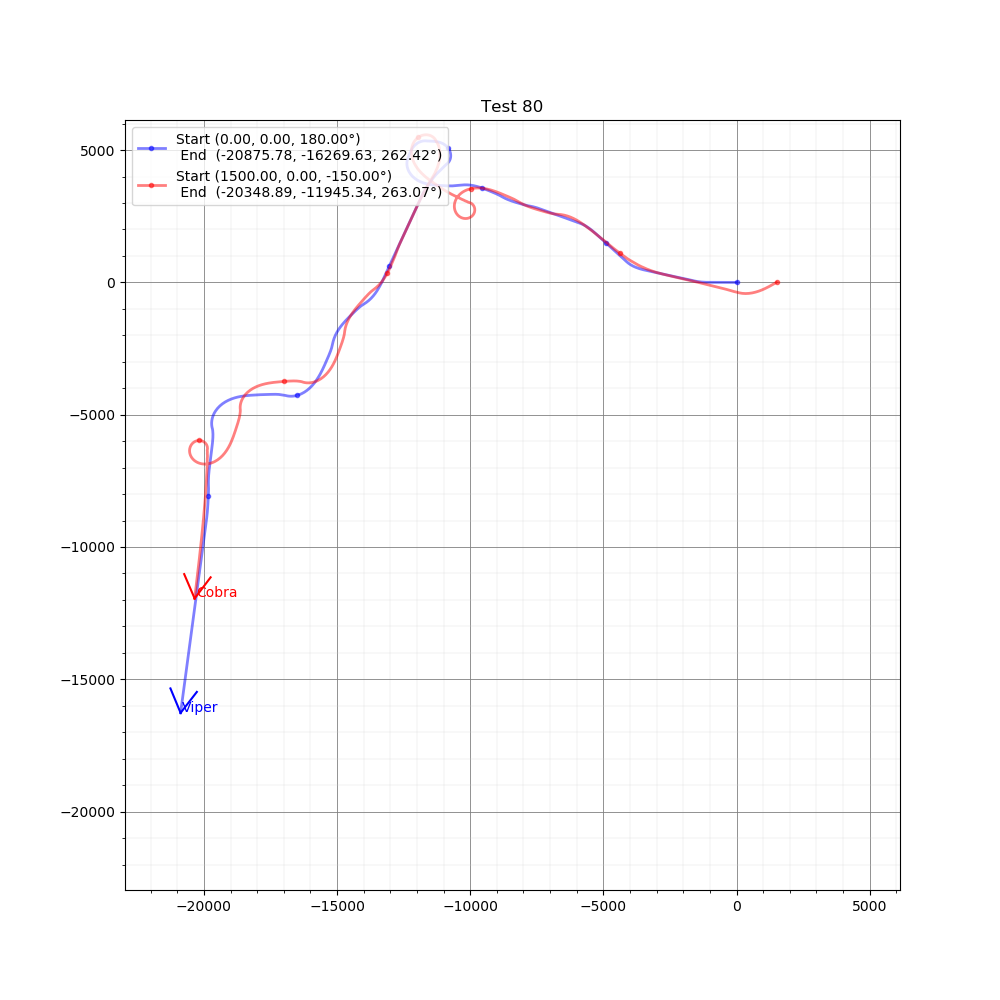 Test 80
Start (0.00, 0.00, 180.00°)
End (-20875.78, -16269.63, 262.42°)
Start (1500.00, 0.00, -150.00°)
End (-20348.89, -11945.34, 263.07°)
5000
0
−5000
−10000
−15000
−20000
Cobra
Viper
−20000 −15000 −10000 −5000 0 5000